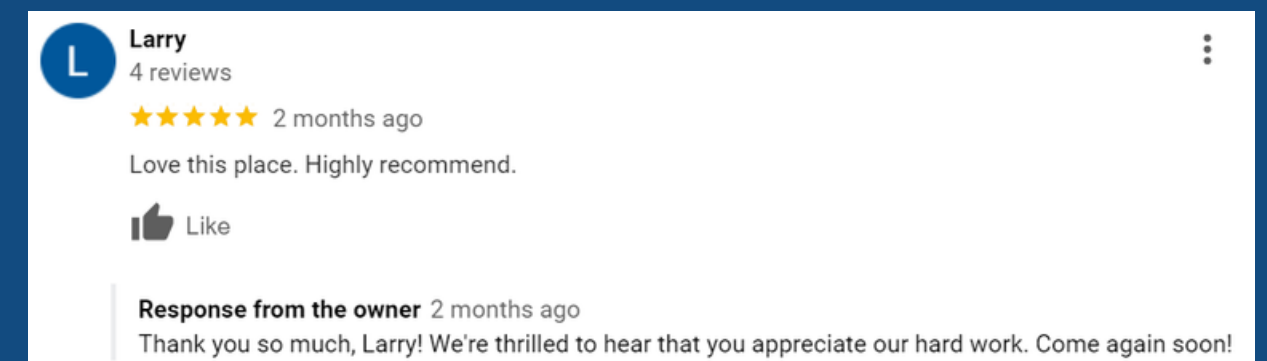 L
Larry
4 reviews
2 months ago
Love this place. Highly recommend.
Like
Response from the owner 2 months ago
Thank you so much, Larry! We're thrilled to hear that you appreciate our hard work. Come again soon!